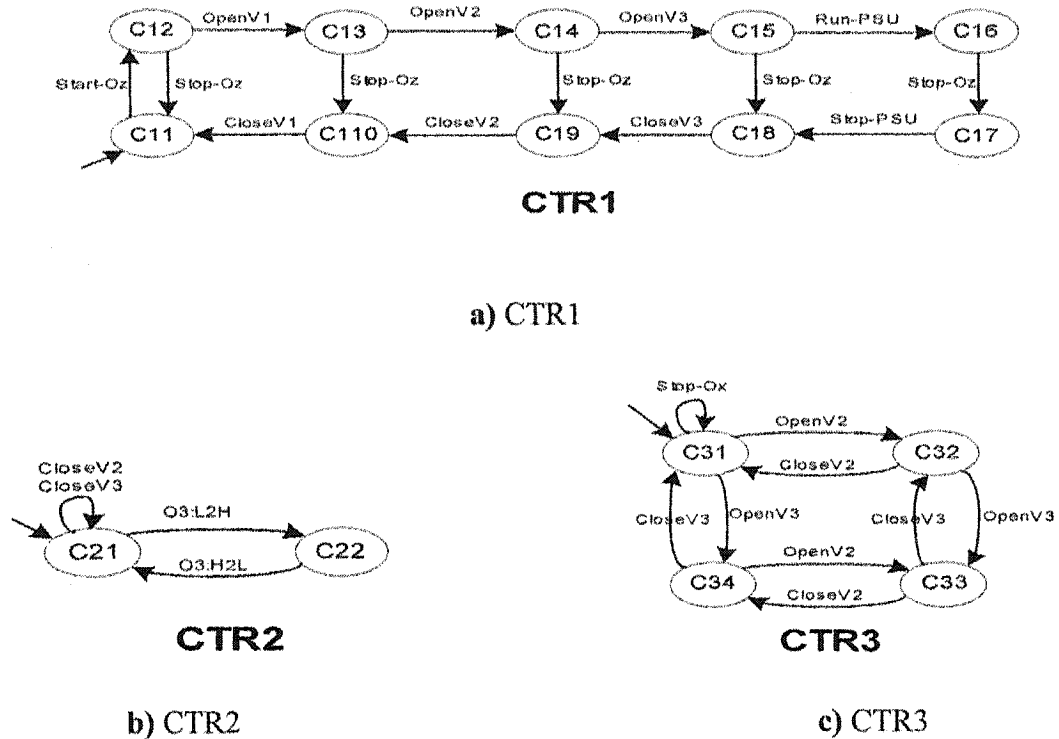 OpenV1
OpenV2
OpenV3
Run-PSU
C12
C13
C14
C15
C16
Start-Oz
Stop-Oz
Stop-Oz
Stop-Oz
Stop-Oz
Stop-Oz
C11
CloseV1
C110
CloseV2
C19
CloseV3
C18
Stop-PSU
C17
CTR1
a) CTR1
CloseV2
CloseV3
O3:L2H
C21
C22
O3:H2L
CTR2
b) CTR2
Stop-Ox
OpenV2
C31
C32
CloseV2
CloseV3
OpenV3
CloseV3
OpenV3
OpenV2
C34
C33
CloseV2
CTR3
c) CTR3